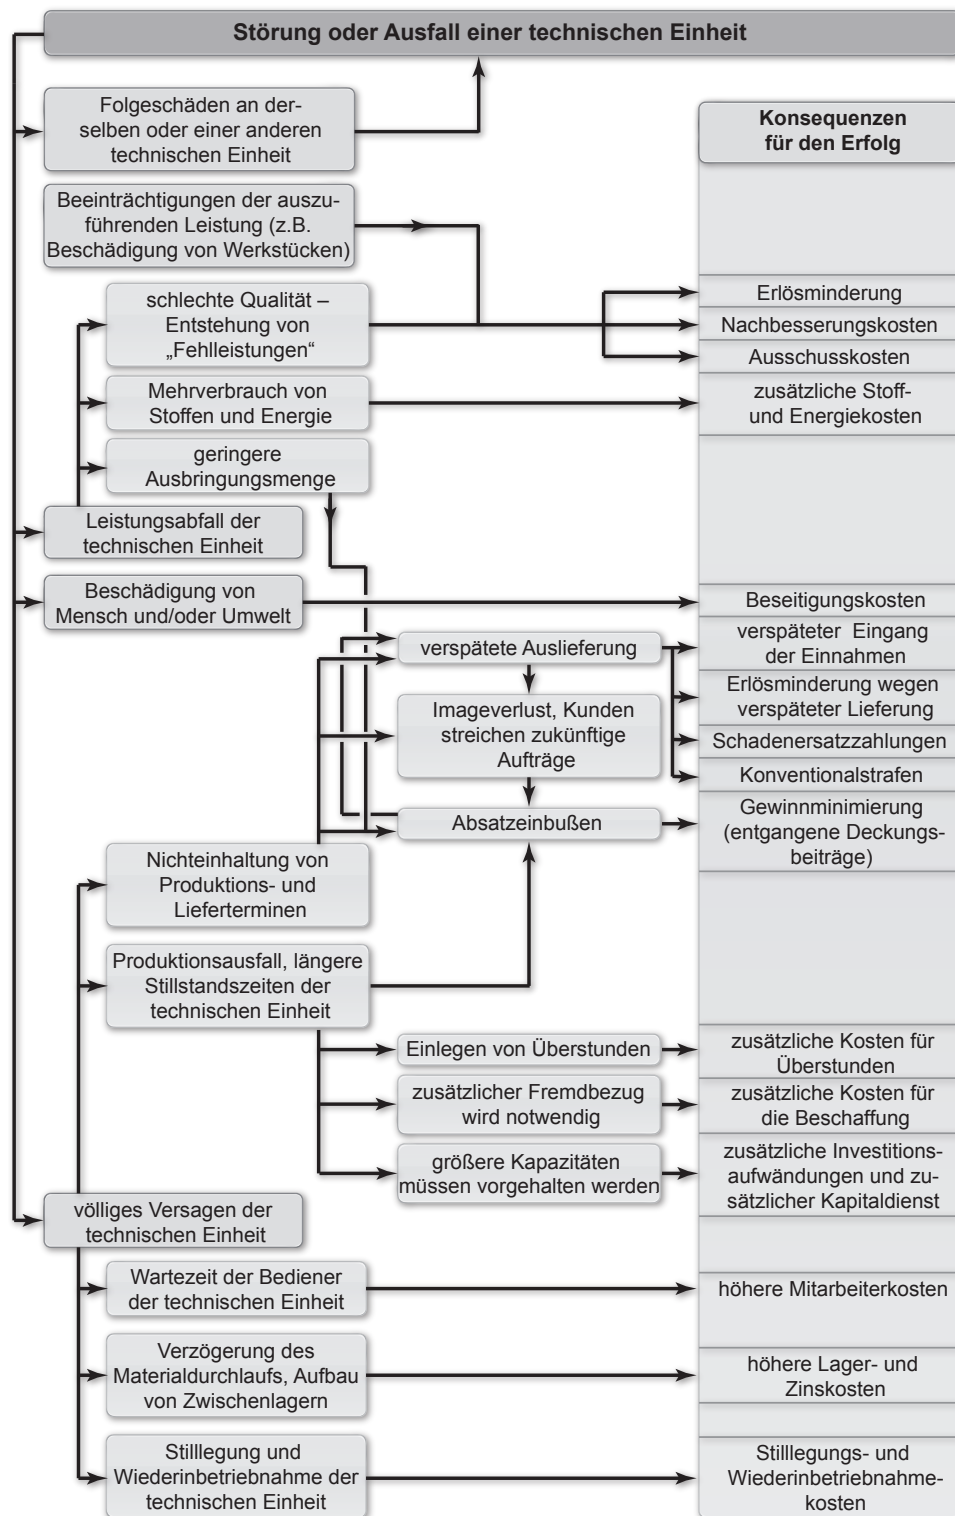 Störung oder Ausfall einer technischen Einheit
Folgeschäden an der-
selben oder einer anderen
technischen Einheit
Konsequenzen
für den Erfolg
Beeinträchtigungen der auszu-
führenden Leistung (z.B.
Beschädigung von Werkstücken)
schlechte Qualität –
Entstehung von
„Fehlleistungen“
Erlösminderung
Nachbesserungskosten
Ausschusskosten
Mehrverbrauch von
Stoffen und Energie
zusätzliche Stoff-
und Energiekosten
geringere
Ausbringungsmenge
Leistungsabfall der
technischen Einheit
Beschädigung von
Mensch und/oder Umwelt
Beseitigungskosten
verspätete Auslieferung
verspäteter Eingang
der Einnahmen
Imageverlust, Kunden
streichen zukünftige
Aufträge
Erlösminderung wegen
verspäteter Lieferung
Schadenersatzzahlungen
Konventionalstrafen
Absatzeinbußen
Gewinnminimierung
(entgangene Deckungs-
beiträge)
Nichteinhaltung von
Produktions- und
Lieferterminen
Produktionsausfall, längere
Stillstandszeiten der
technischen Einheit
Einlegen von Überstunden
zusätzliche Kosten für
Überstunden
zusätzlicher Fremdbezug
wird notwendig
zusätzliche Kosten für
die Beschaffung
größere Kapazitäten
müssen vorgehalten werden
zusätzliche Investitions-
aufwändungen und zu-
sätzlicher Kapitaldienst
völliges Versagen der
technischen Einheit
Wartezeit der Bediener
der technischen Einheit
höhere Mitarbeiterkosten
Verzögerung des
Materialdurchlaufs, Aufbau
von Zwischenlagern
höhere Lager- und
Zinskosten
Stilllegung und
Wiederinbetriebnahme der
technischen Einheit
Stilllegungs- und
Wiederinbetriebnahme-
kosten